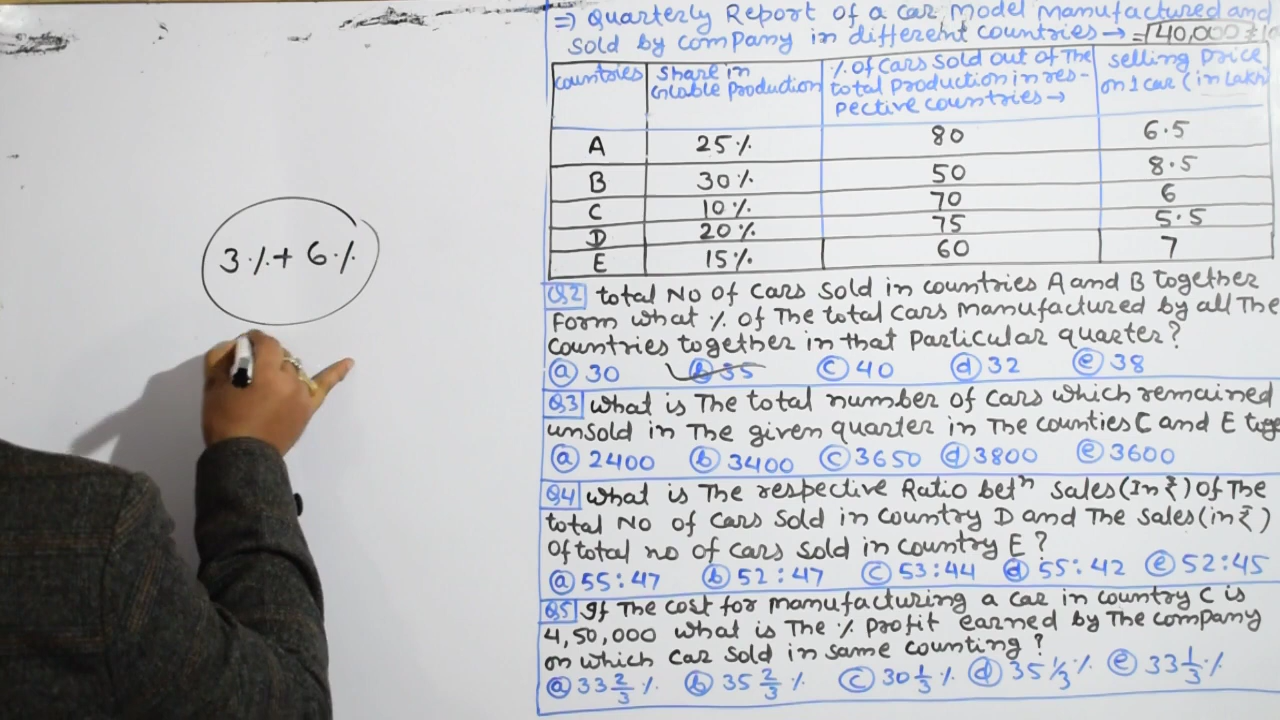 3 % + 6 %
⇒ Quarterly Report of a car model manufactured and
sold by company in different countries → = 40,000
countries | share in Glable production | % of cars sold out of The total production in res-pective countries → | selling price on 1 car (in Lakh
A | 25 % | 80 | 6.5
B | 30 % | 50 | 8.5
C | 10 % | 70 | 6
D | 20 % | 75 | 5.5
E | 15 % | 60 | 7
Q2 total No of cars sold in countries A and B together
Form what % of The total cars manufactured by all The
countries together in that Particular quarter?
(a) 30 (b) 35 (c) 40 (d) 32 (e) 38
Q3 What is The total number of cars which remained
unsold in The given quarter in The counties C and E
(a) 2400 (b) 3400 (c) 3650 (d) 3800 (e) 3600
Q4 What is The respective Ratio betn sales (In ₹) of The
total No of cars sold in country D and The sales (in ₹)
of total no of cars sold in country E?
(a) 55:47 (b) 52:47 (c) 53:44 (d) 55:42 (e) 52:45
Q5 If The cost for manufacturing a car in country C is
4,50,000 what is The % profit earned by The company
on which car sold in same counting?
(a) 33 2/3 % (b) 35 2/3 % (c) 30 1/3 % (d) 35 1/3 % (e) 33 1/3 %